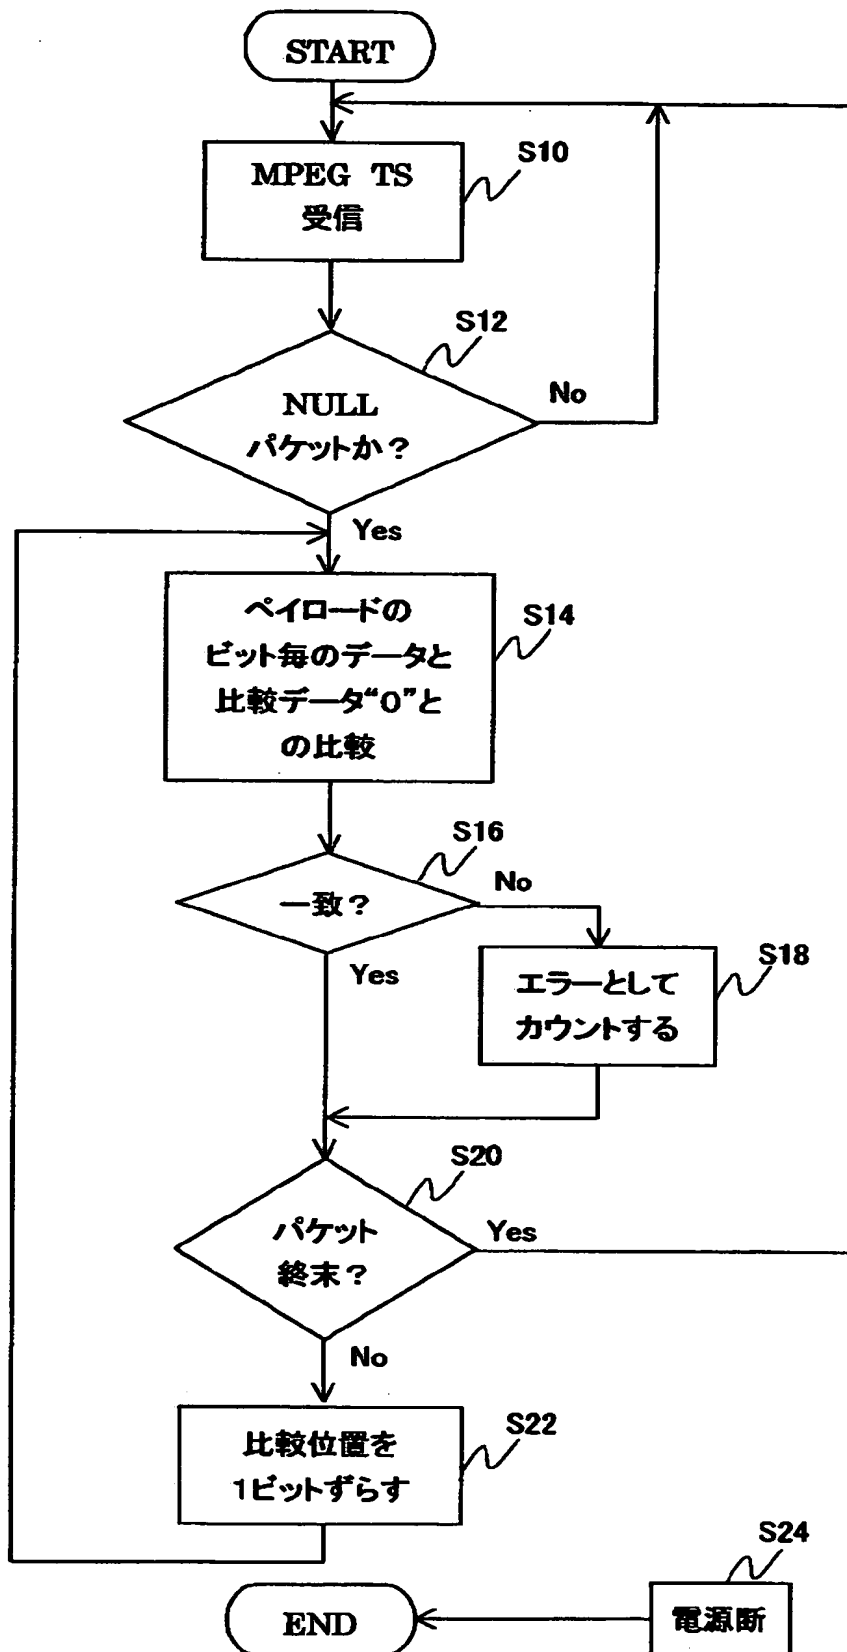 START
MPEG TS
受信
S10
S12
NULL
パケットか？
No
Yes
ペイロードの
ビット毎のデータと
比較データ“0”と
の比較
S14
S16
一致？
No
Yes
エラーとして
カウントする
S18
S20
パケット
終末？
Yes
No
比較位置を
1ビットずらす
S22
S24
電源断
END